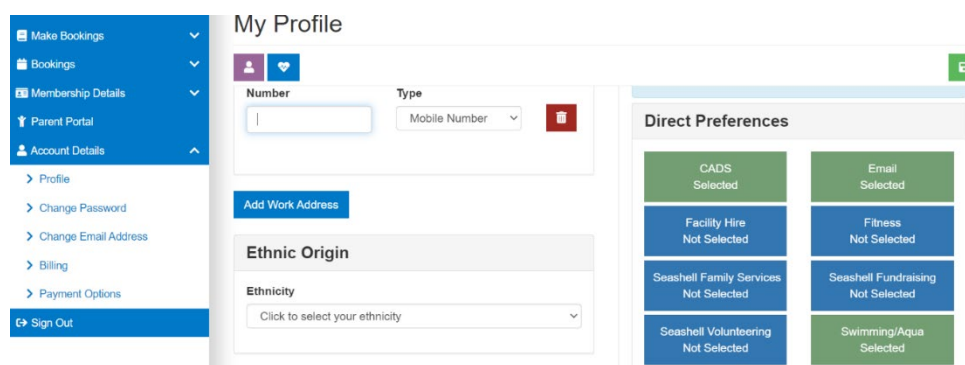 My Profile
Make Bookings
Bookings
Membership Details
Parent Portal
Account Details
Profile
Change Password
Change Email Address
Billing
Payment Options
Sign Out
Number
Type
Mobile Number
Add Work Address
Ethnic Origin
Ethnicity
Click to select your ethnicity
Direct Preferences
CADS
Selected
Email
Selected
Facility Hire
Not Selected
Fitness
Not Selected
Seashell Family Services
Not Selected
Seashell Fundraising
Not Selected
Seashell Volunteering
Not Selected
Swimming/Aqua
Selected